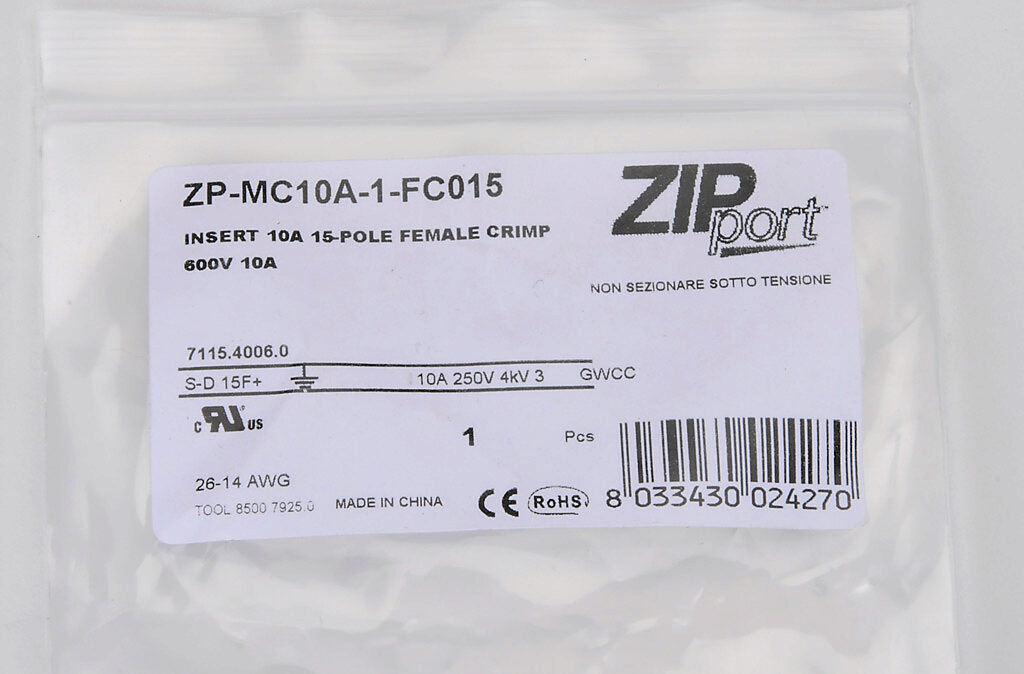 ZP-MC10A-1-FC015
ZIPport™
INSERT 10A 15-POLE FEMALE CRIMP
600V 10A
NON SEZIONARE SOTTO TENSIONE
7115.4006.0
S-D 15F+ 10A 250V 4kV 3 GWCC
c RU US
1 Pcs
26-14 AWG
TOOL 8500 7925.0 MADE IN CHINA CE RoHS
8 033430 024270